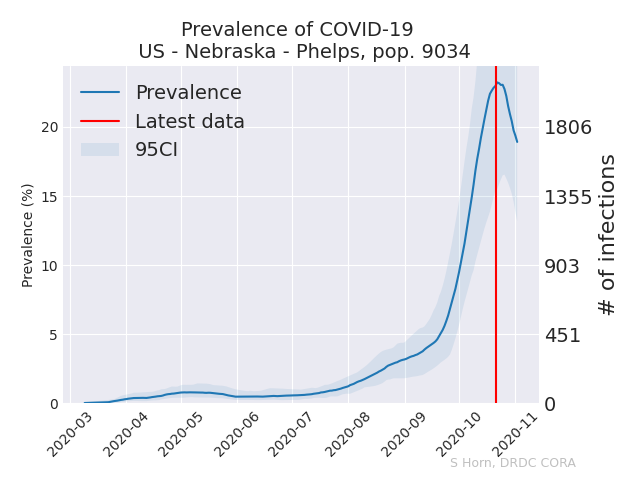 Prevalence of COVID-19
US - Nebraska - Phelps, pop. 9034
Prevalence
Latest data
95CI
Prevalence (%)
20
15
10
5
0
1806
1355
903
451
0
# of infections
2020-03
2020-04
2020-05
2020-06
2020-07
2020-08
2020-09
2020-10
2020-11
S Horn, DRDC CORA